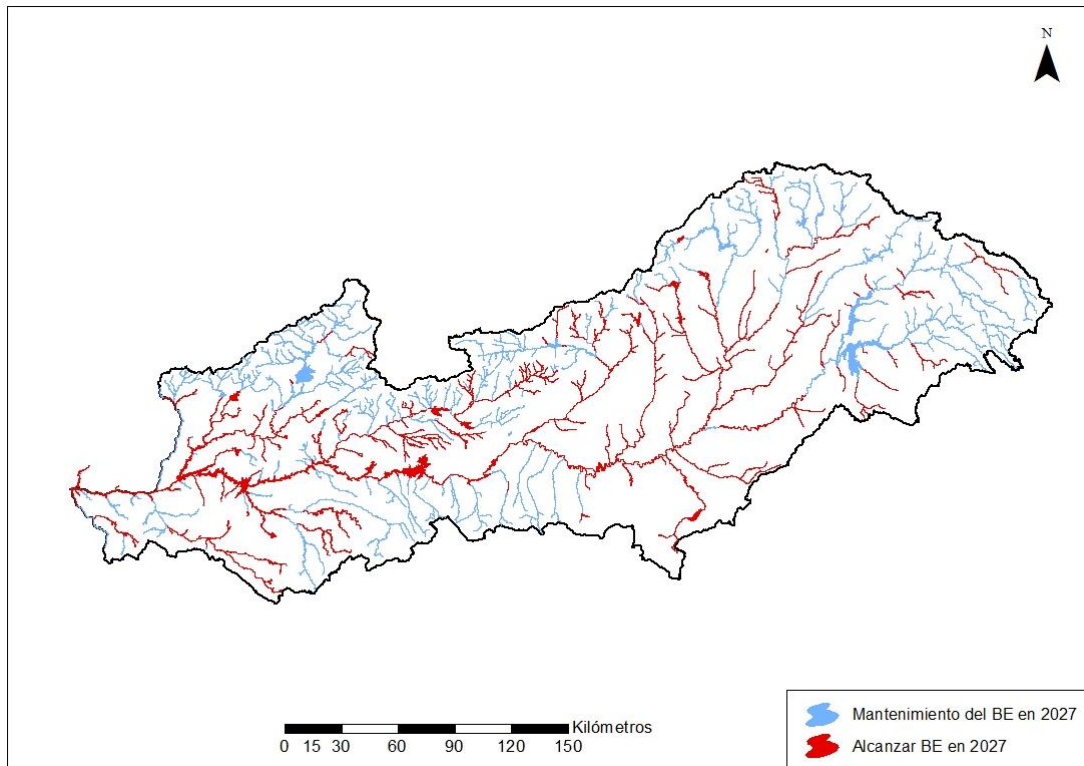 N
Kilómetros
0 15 30 60 90 120 150
Mantenimiento del BE en 2027
Alcanzar BE en 2027